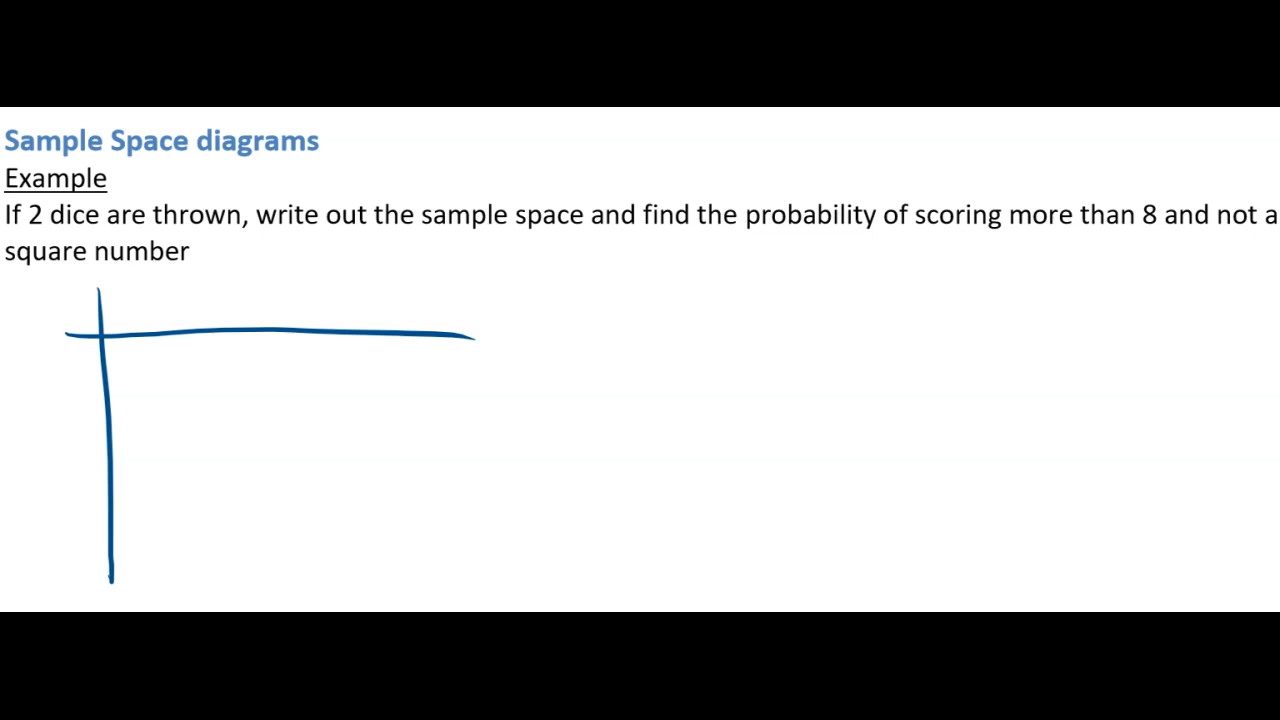 Sample Space diagrams
Example
If 2 dice are thrown, write out the sample space and find the probability of scoring more than 8 and not a
square number